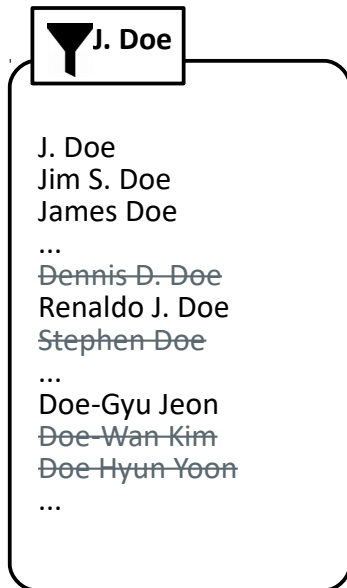 J. Doe
J. Doe
Jim S. Doe
James Doe
...
Dennis D. Doe
Renaldo J. Doe
Stephen Doe
...
Doe-Gyu Jeon
Doe-Wan Kim
Doe Hyun Yoon
...